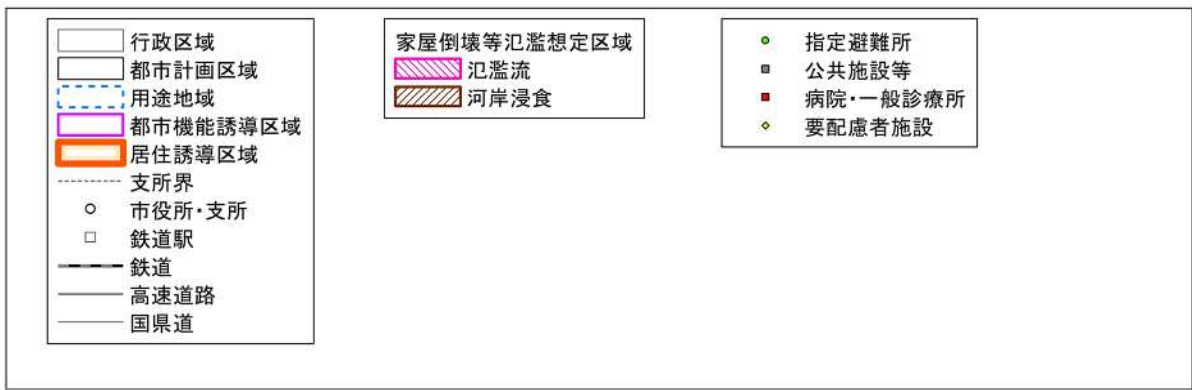 行政区域
都市計画区域
用途地域
都市機能誘導区域
居住誘導区域
支所界
市役所・支所
鉄道駅
鉄道
高速道路
国県道
家屋倒壊等氾濫想定区域
氾濫流
河岸浸食
指定避難所
公共施設等
病院・一般診療所
要配慮者施設